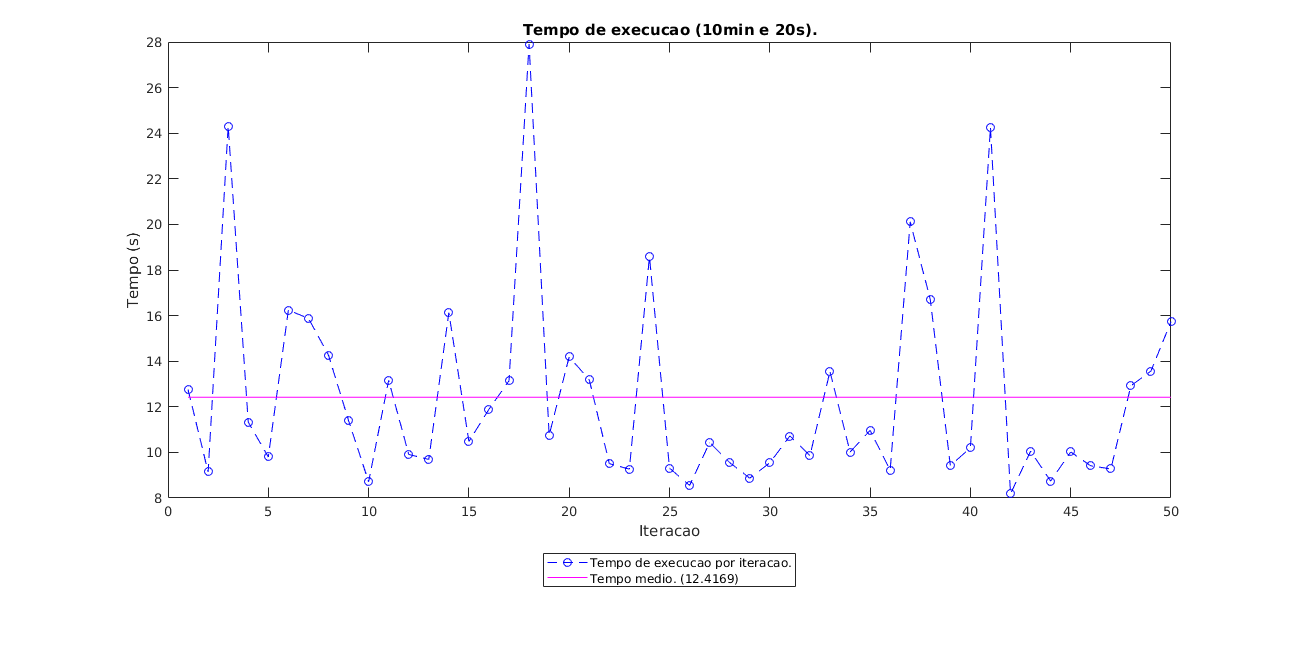 Tempo de execucao (10min e 20s).
28
26
24
22
20
18
16
14
12
10
8
Tempo (s)
0 5 10 15 20 25 30 35 40 45 50
Iteracao
Tempo de execucao por iteracao.
Tempo medio. (12.4169)